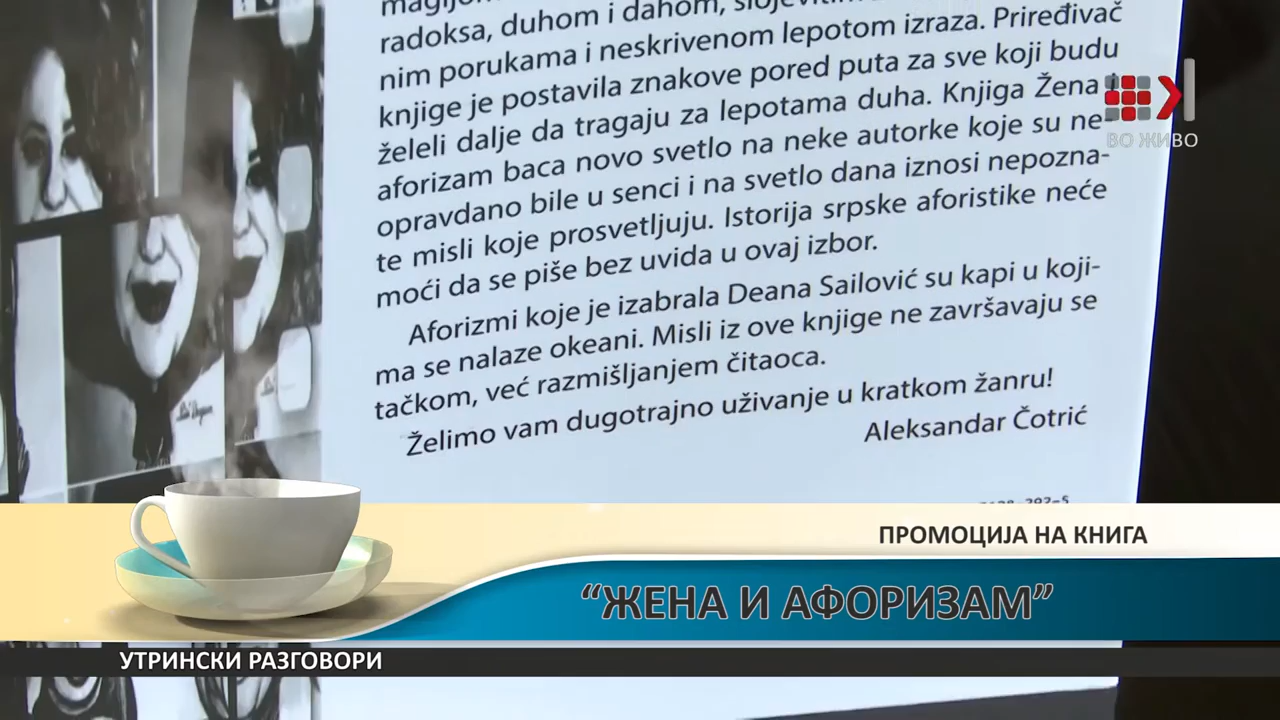 radoksa, duhom i dahom,
nim porukama i neskrivenom lepotom izraza. Priređivač
knjige je postavila znakove pored puta za sve koji budu
želeli dalje da tragaju za lepotama duha. Knjiga Žena i
aforizam baca novo svetlo na neke autorke koje su ne-
opravdano bile u senci i na svetlo dana iznosi nepozna-
te misli koje prosvetljuju. Istorija srpske aforistike neće
moći da se piše bez uvida u ovaj izbor.
Aforizmi koje je izabrala Deana Sailović su kapi u koji-
ma se nalaze okeani. Misli iz ove knjige ne završavaju se
tačkom, već razmišljanjem čitaoca.
Želimo vam dugotrajno uživanje u kratkom žanru!
Aleksandar Čotrić
ВО ЖИВО
ПРОМОЦИЈА НА КНИГА
“ЖЕНА И АФОРИЗАМ”
УТРИНСКИ РАЗГОВОРИ